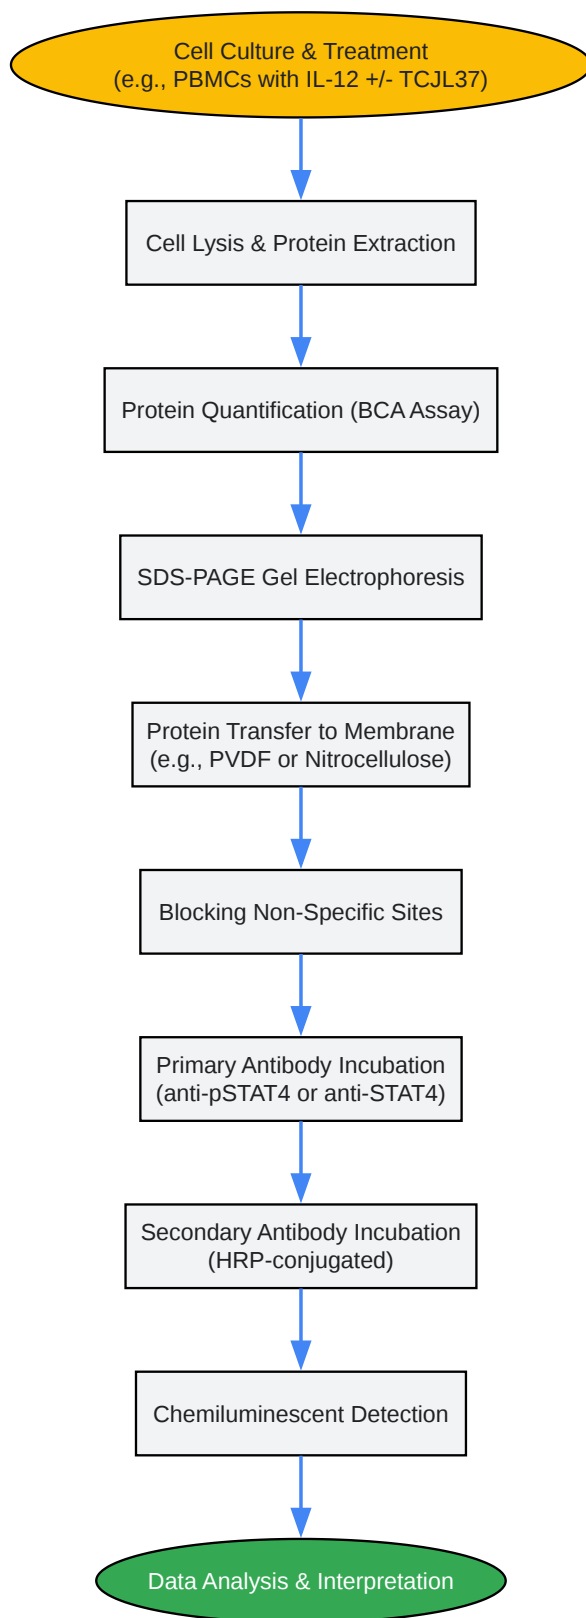 Cell Culture & Treatment
(e.g., PBMCs with IL-12 +/- TCJL37)
Cell Lysis & Protein Extraction
Protein Quantification (BCA Assay)
SDS-PAGE Gel Electrophoresis
Protein Transfer to Membrane
(e.g., PVDF or Nitrocellulose)
Blocking Non-Specific Sites
Primary Antibody Incubation
(anti-pSTAT4 or anti-STAT4)
Secondary Antibody Incubation
(HRP-conjugated)
Chemiluminescent Detection
Data Analysis & Interpretation